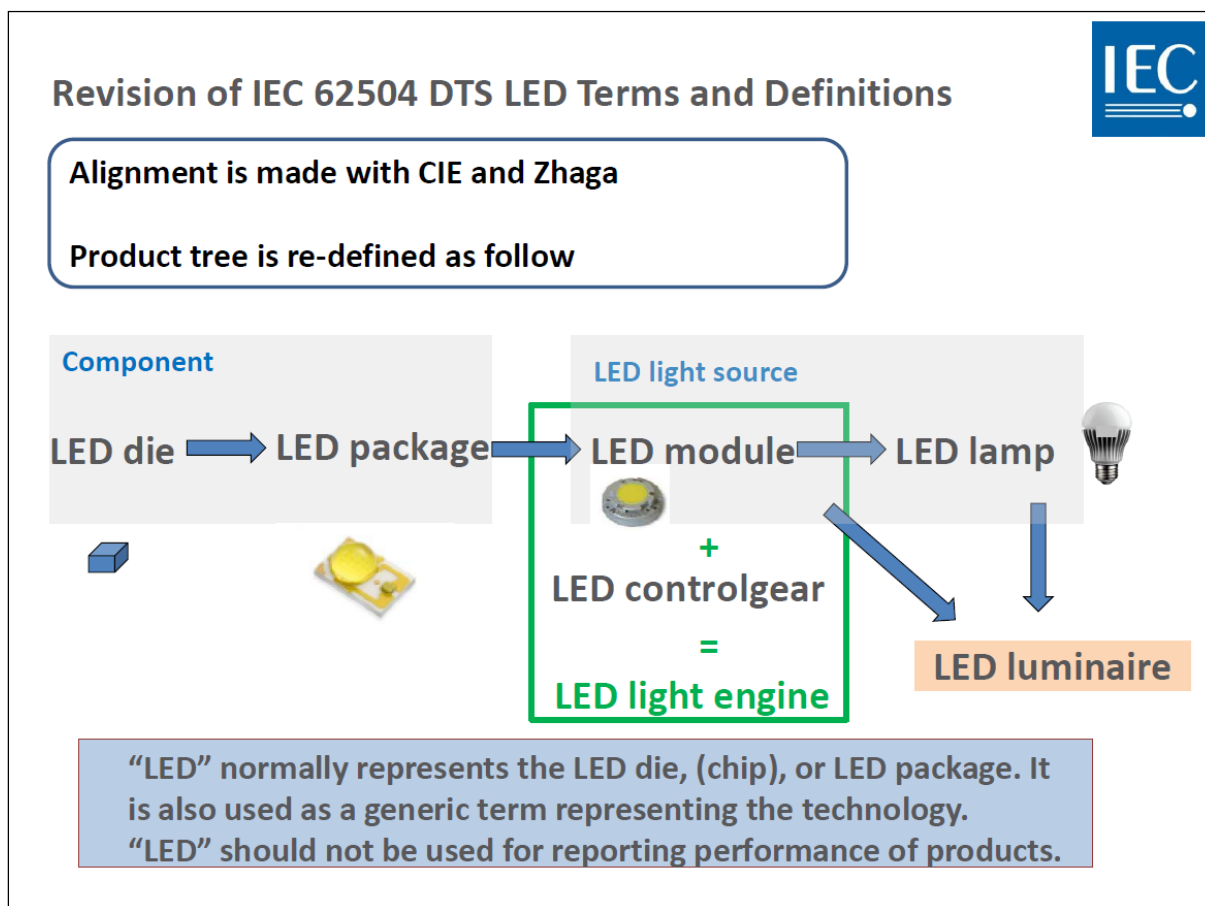 IEC
Revision of IEC 62504 DTS LED Terms and Definitions
Alignment is made with CIE and Zhaga
Product tree is re-defined as follow
Component
LED light source
LED die
LED package
LED module
LED lamp
+
LED controlgear
=
LED light engine
LED luminaire
“LED” normally represents the LED die, (chip), or LED package. It
is also used as a generic term representing the technology.
“LED” should not be used for reporting performance of products.